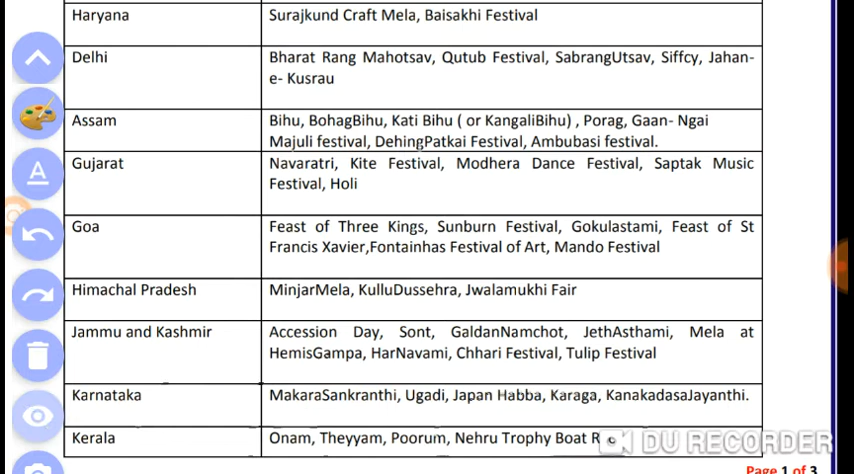 Haryana
Surajkund Craft Mela, Baisakhi Festival
Delhi
Bharat Rang Mahotsav, Qutub Festival, SabrangUtsav, Siffcy, Jahan-
e- Kusrau
Assam
Bihu, BohagBihu, Kati Bihu ( or KangaliBihu) , Porag, Gaan- Ngai
Majuli festival, DehingPatkai Festival, Ambubasi festival.
Gujarat
Navaratri, Kite Festival, Modhera Dance Festival, Saptak Music
Festival, Holi
Goa
Feast of Three Kings, Sunburn Festival, Gokulastami, Feast of St
Francis Xavier,Fontainhas Festival of Art, Mando Festival
Himachal Pradesh
MinjarMela, KulluDussehra, Jwalamukhi Fair
Jammu and Kashmir
Accession Day, Sont, GaldanNamchot, JethAsthami, Mela at
HemisGampa, HarNavami, Chhari Festival, Tulip Festival
Karnataka
MakaraSankranthi, Ugadi, Japan Habba, Karaga, KanakadasaJayanthi.
Kerala
Onam, Theyyam, Poorum, Nehru Trophy Boat
DU RECORDER
Page 1 of 3
A